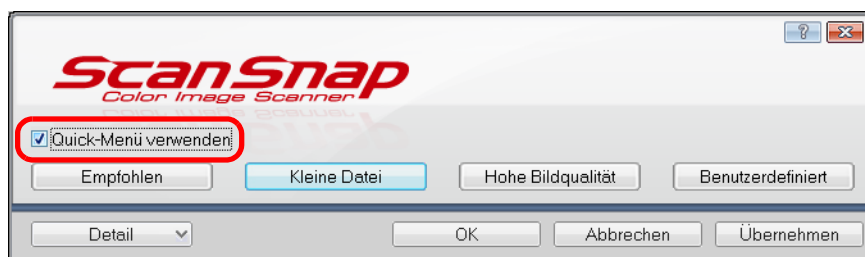 ScanSnap
Color Image Scanner
Quick-Menü verwenden
Empfohlen Kleine Datei Hohe Bildqualität Benutzerdefiniert
Detail OK Abbrechen Übernehmen